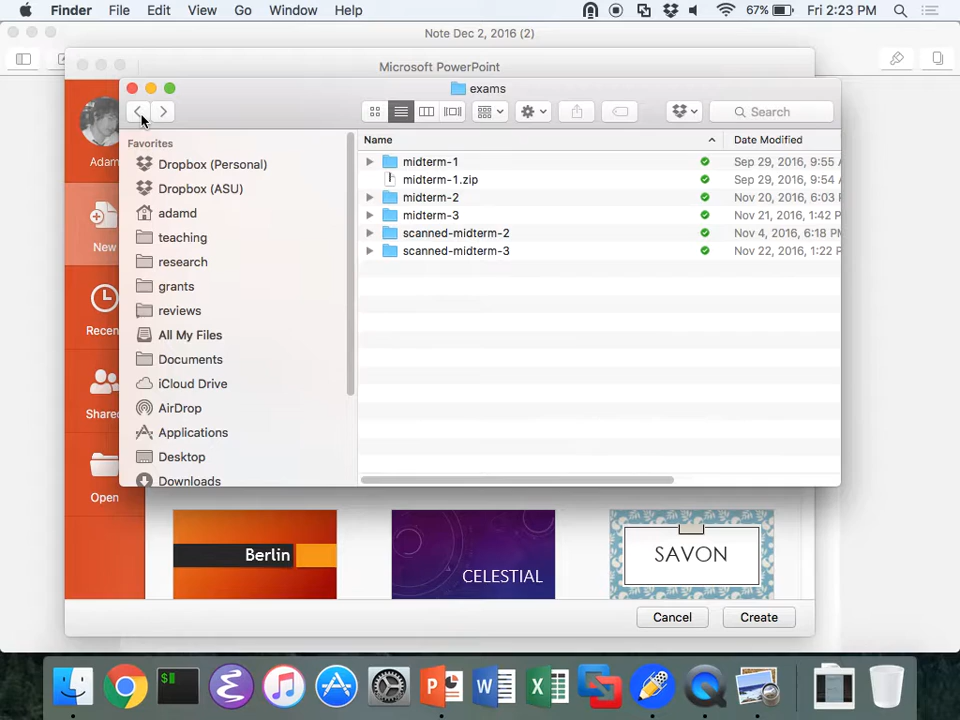 Finder File Edit View Go Window Help 67% Fri 2:23 PM
Note Dec 2, 2016 (2)
Microsoft PowerPoint
exams
Search
Favorites
Dropbox (Personal)
Dropbox (ASU)
adamd
teaching
research
grants
reviews
All My Files
Documents
iCloud Drive
AirDrop
Applications
Desktop
Downloads
Name Date Modified
midterm-1 Sep 29, 2016, 9:55 A
midterm-1.zip Sep 29, 2016, 9:54 A
midterm-2 Nov 20, 2016, 6:03 P
midterm-3 Nov 21, 2016, 1:42 P
scanned-midterm-2 Nov 4, 2016, 6:18 PM
scanned-midterm-3 Nov 22, 2016, 1:22 P
Adam
New
Recen
Share
Open
Berlin
CELESTIAL
SAVON
Cancel Create